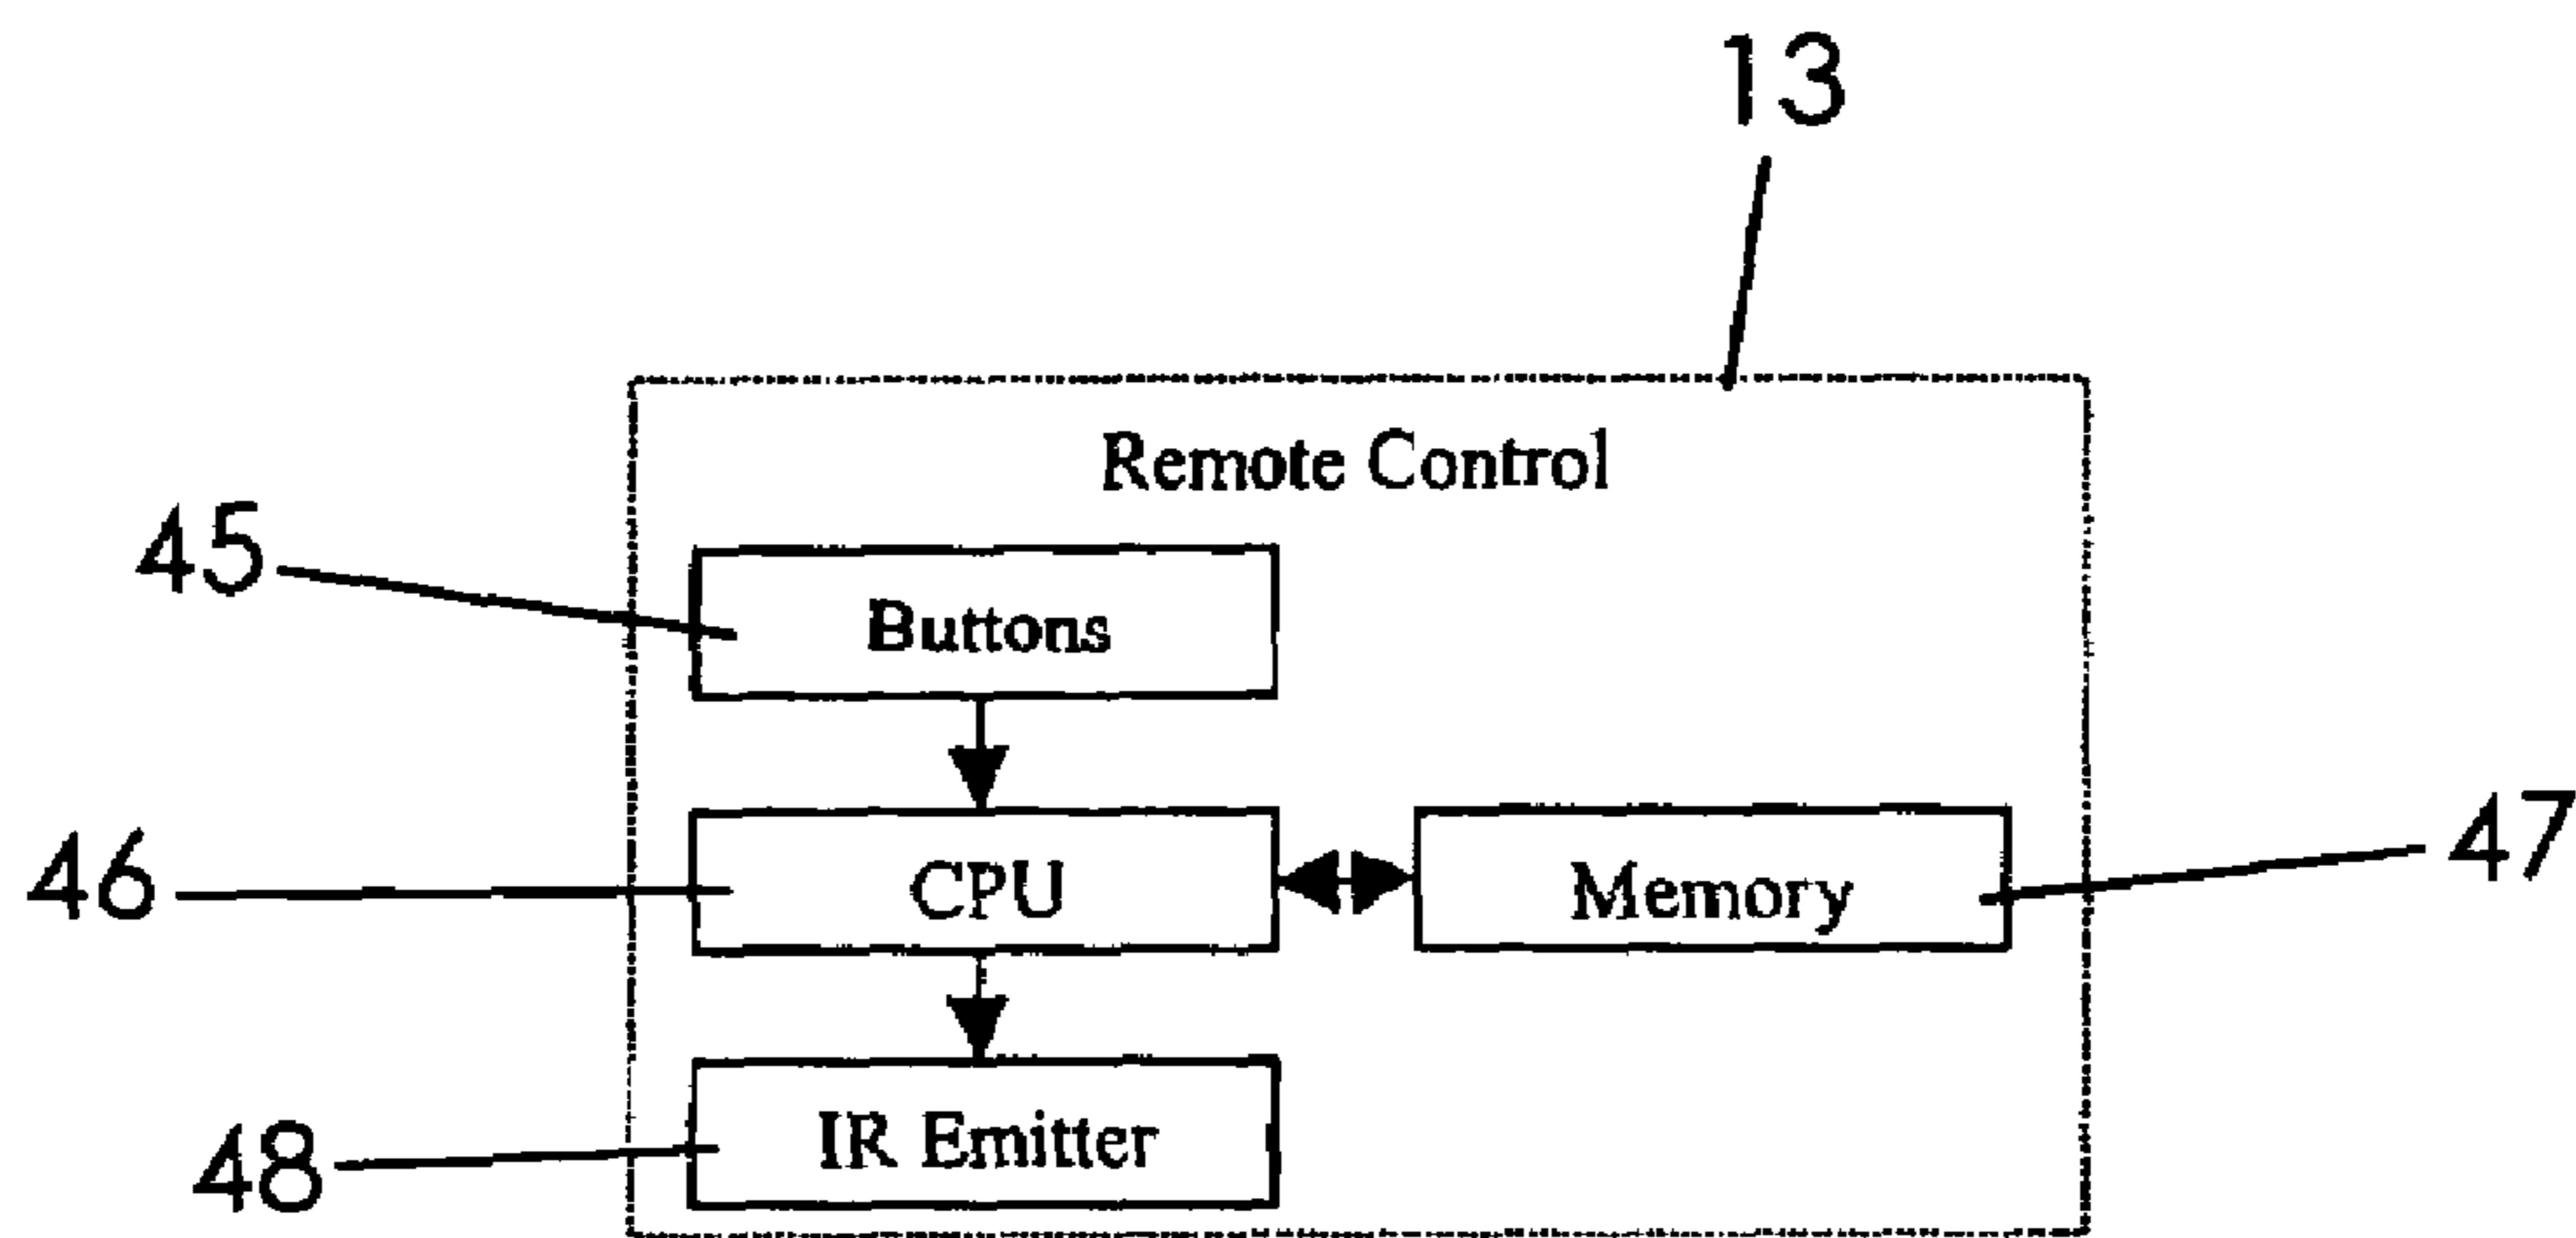 13
Remote Control
45
Buttons
46
CPU
Memory
47
48
IR Emitter